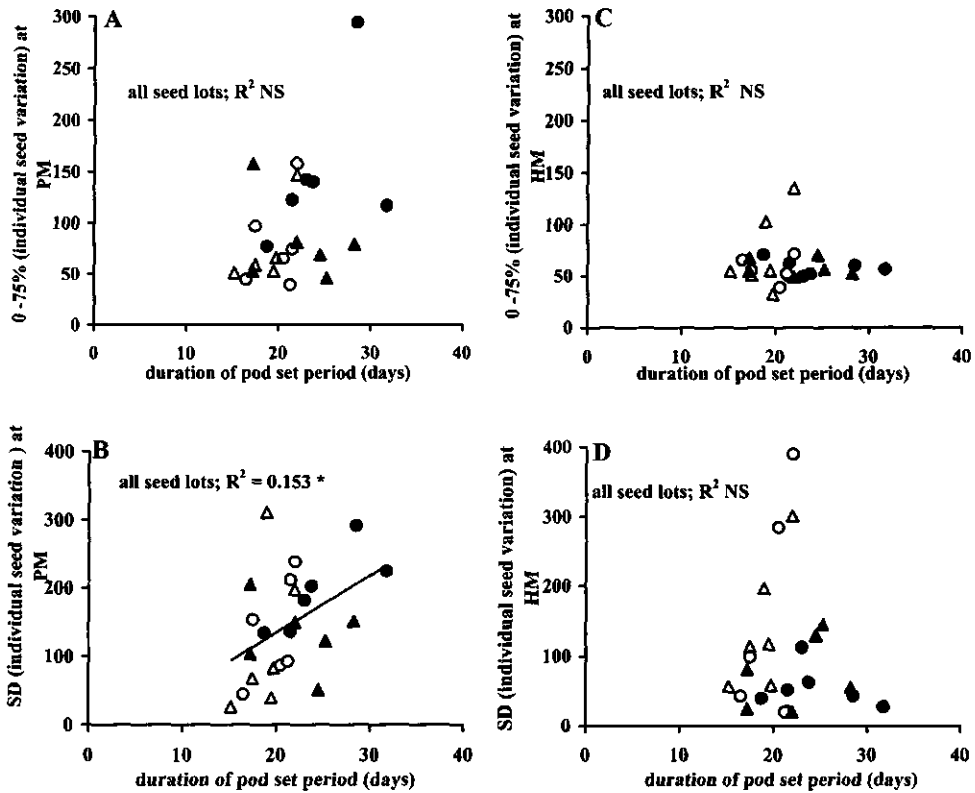 A
0 -75% (individual seed variation) at
PM
300
250
200
150
100
50
0
all seed lots; R² NS
0 10 20 30 40
duration of pod set period (days)
C
0 -75% (individual seed variation) at
HM
300
250
200
150
100
50
0
all seed lots; R² NS
0 10 20 30 40
duration of pod set period (days)
B
SD (individual seed variation ) at
PM
400
300
200
100
0
all seed lots; R² = 0.153 *
0 10 20 30 40
duration of pod set period (days)
D
SD (individual seed variation) at
HM
400
300
200
100
0
all seed lots; R² NS
0 10 20 30 40
duration of pod set period (days)